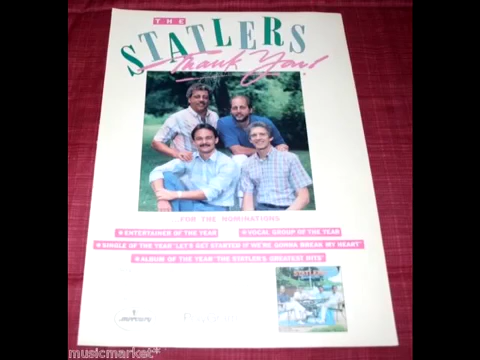 THE
STATLERS
Thank You!
...FOR THE NOMINATIONS
★ENTERTAINER OF THE YEAR ★VOCAL GROUP OF THE YEAR
★SINGLE OF THE YEAR 'LET'S GET STARTED IF WE'RE GONNA BREAK MY HEART'
★ALBUM OF THE YEAR 'THE STATLER'S GREATEST HITS'
STATLERS
musicmarket*